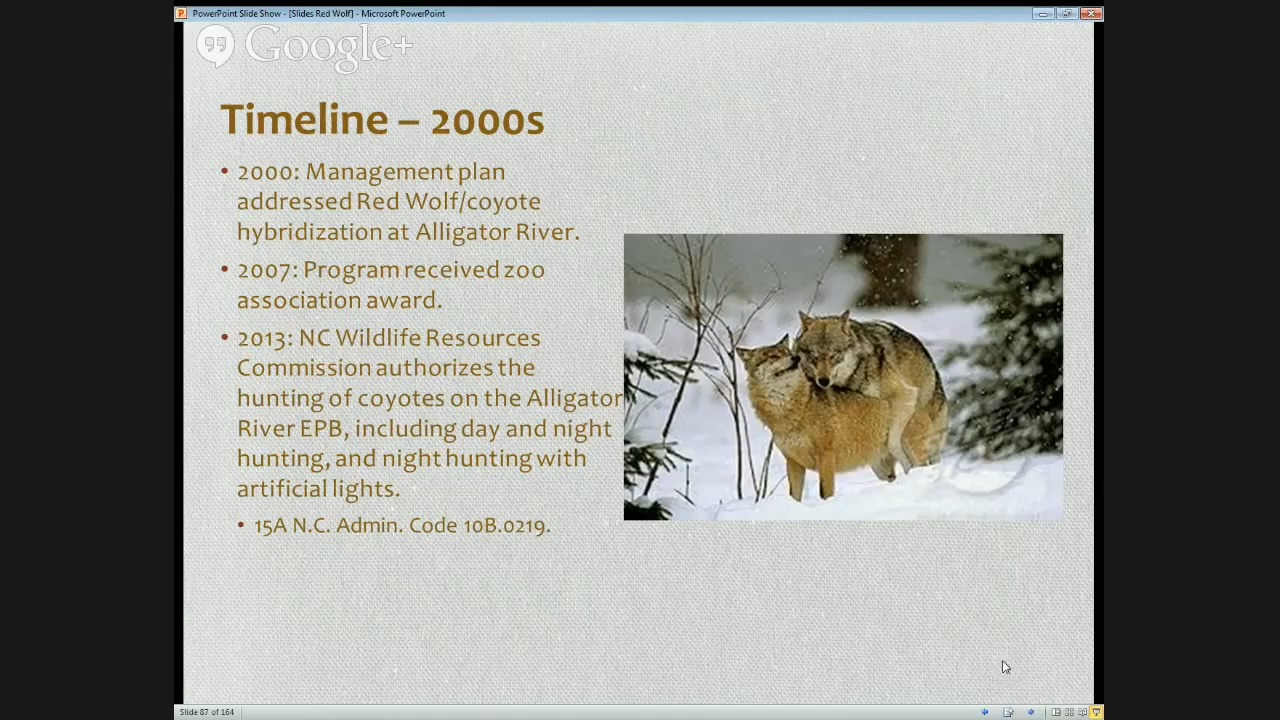 PowerPoint Slide Show - [Slides Red Wolf] - Microsoft PowerPoint
Google+
Timeline – 2000s
• 2000: Management plan
addressed Red Wolf/coyote
hybridization at Alligator River.
• 2007: Program received zoo
association award.
• 2013: NC Wildlife Resources
Commission authorizes the
hunting of coyotes on the Alligator
River EPB, including day and night
hunting, and night hunting with
artificial lights.
• 15A N.C. Admin. Code 10B.0219.
Slide 87 of 164